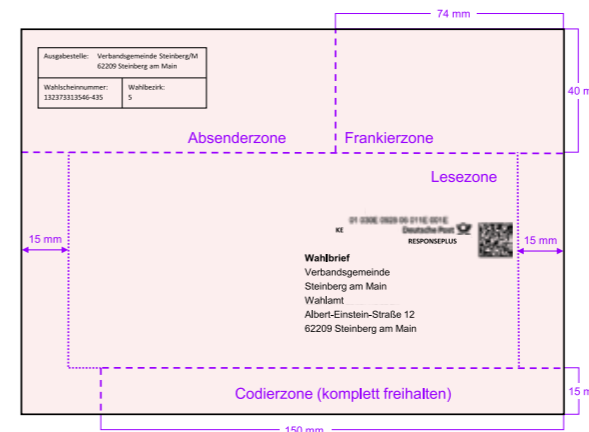 74 mm
Ausgabestelle: Verbandsgemeinde Steinberg/M
62209 Steinberg am Main
Wahlscheinnummer: Wahlbezirk:
132373313546-435 5
40 m
Absenderzone Frankierzone
Lesezone
Deutsche Post
KE
RESPONSEPLUS
15 mm 15 mm
Wahlbrief
Verbandsgemeinde
Steinberg am Main
Wahlamt
Albert-Einstein-Straße 12
62209 Steinberg am Main
Codierzone (komplett freihalten)
15 m
150 mm